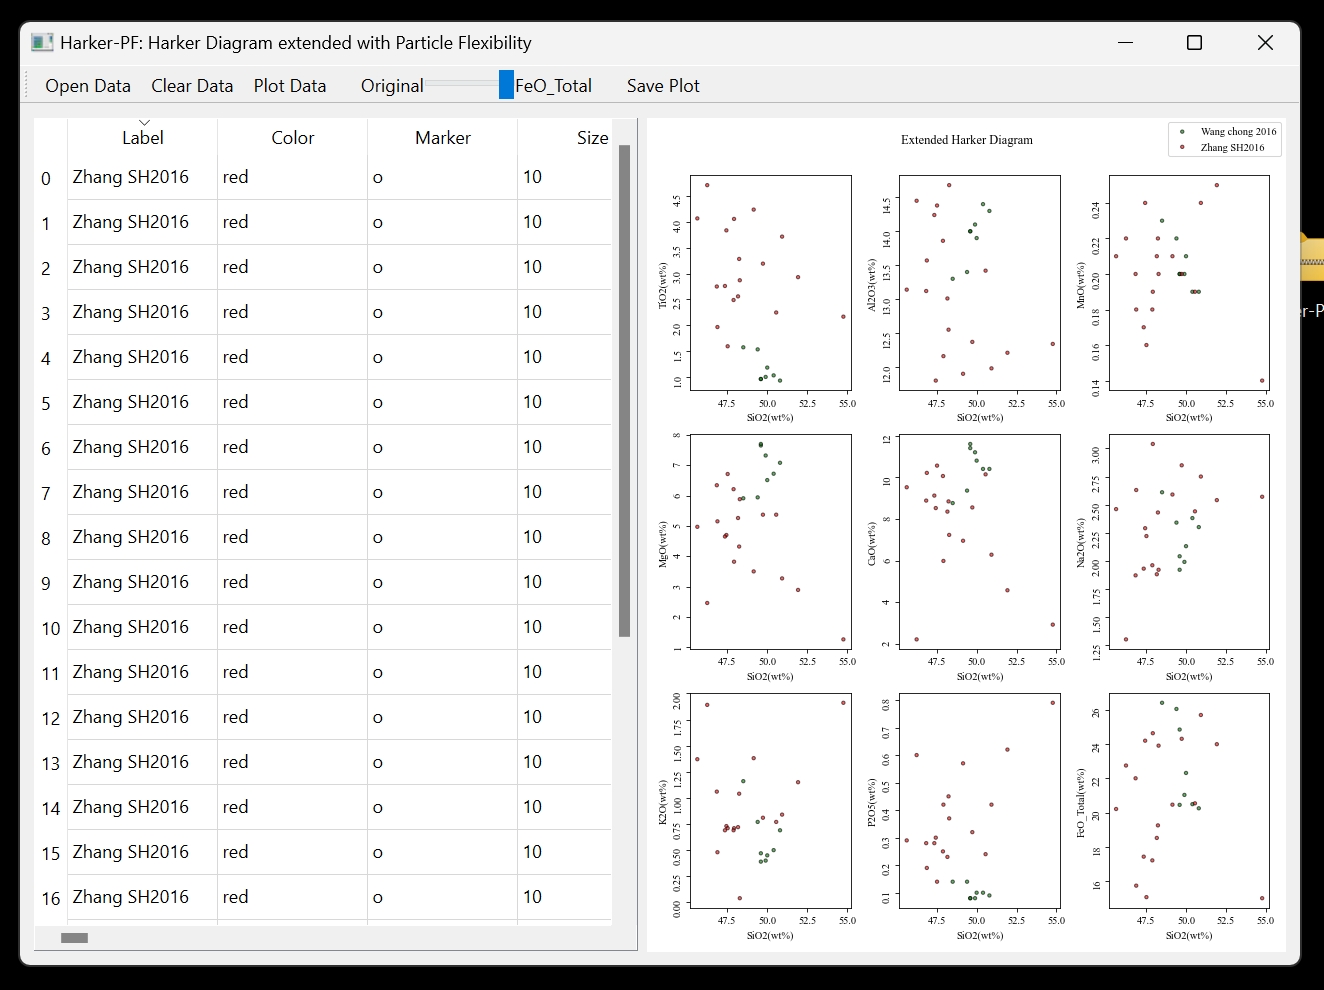 Harker-PF: Harker Diagram extended with Particle Flexibility
Open Data Clear Data Plot Data Original FeO_Total Save Plot
Label Color Marker Size
0 Zhang SH2016 red o 10
1 Zhang SH2016 red o 10
2 Zhang SH2016 red o 10
3 Zhang SH2016 red o 10
4 Zhang SH2016 red o 10
5 Zhang SH2016 red o 10
6 Zhang SH2016 red o 10
7 Zhang SH2016 red o 10
8 Zhang SH2016 red o 10
9 Zhang SH2016 red o 10
10 Zhang SH2016 red o 10
11 Zhang SH2016 red o 10
12 Zhang SH2016 red o 10
13 Zhang SH2016 red o 10
14 Zhang SH2016 red o 10
15 Zhang SH2016 red o 10
16 Zhang SH2016 red o 10
Extended Harker Diagram
Wang chong 2016
Zhang SH2016
TiO2(wt%)
4.5
4.0
3.5
3.0
2.5
2.0
1.5
1.0
47.5 50.0 52.5 55.0
SiO2(wt%)
Al2O3(wt%)
14.5
14.0
13.5
13.0
12.5
12.0
47.5 50.0 52.5 55.0
SiO2(wt%)
MnO(wt%)
0.24
0.22
0.20
0.18
0.16
0.14
47.5 50.0 52.5 55.0
SiO2(wt%)
MgO(wt%)
8
7
6
5
4
3
2
1
47.5 50.0 52.5 55.0
SiO2(wt%)
CaO(wt%)
12
10
8
6
4
2
47.5 50.0 52.5 55.0
SiO2(wt%)
Na2O(wt%)
3.00
2.75
2.50
2.25
2.00
1.75
1.50
1.25
47.5 50.0 52.5 55.0
SiO2(wt%)
K2O(wt%)
2.00
1.75
1.50
1.25
1.00
0.75
0.50
0.25
0.00
47.5 50.0 52.5 55.0
SiO2(wt%)
P2O5(wt%)
0.8
0.7
0.6
0.5
0.4
0.3
0.2
0.1
47.5 50.0 52.5 55.0
SiO2(wt%)
FeO_Total(wt%)
26
24
22
20
18
16
47.5 50.0 52.5 55.0
SiO2(wt%)
er-P